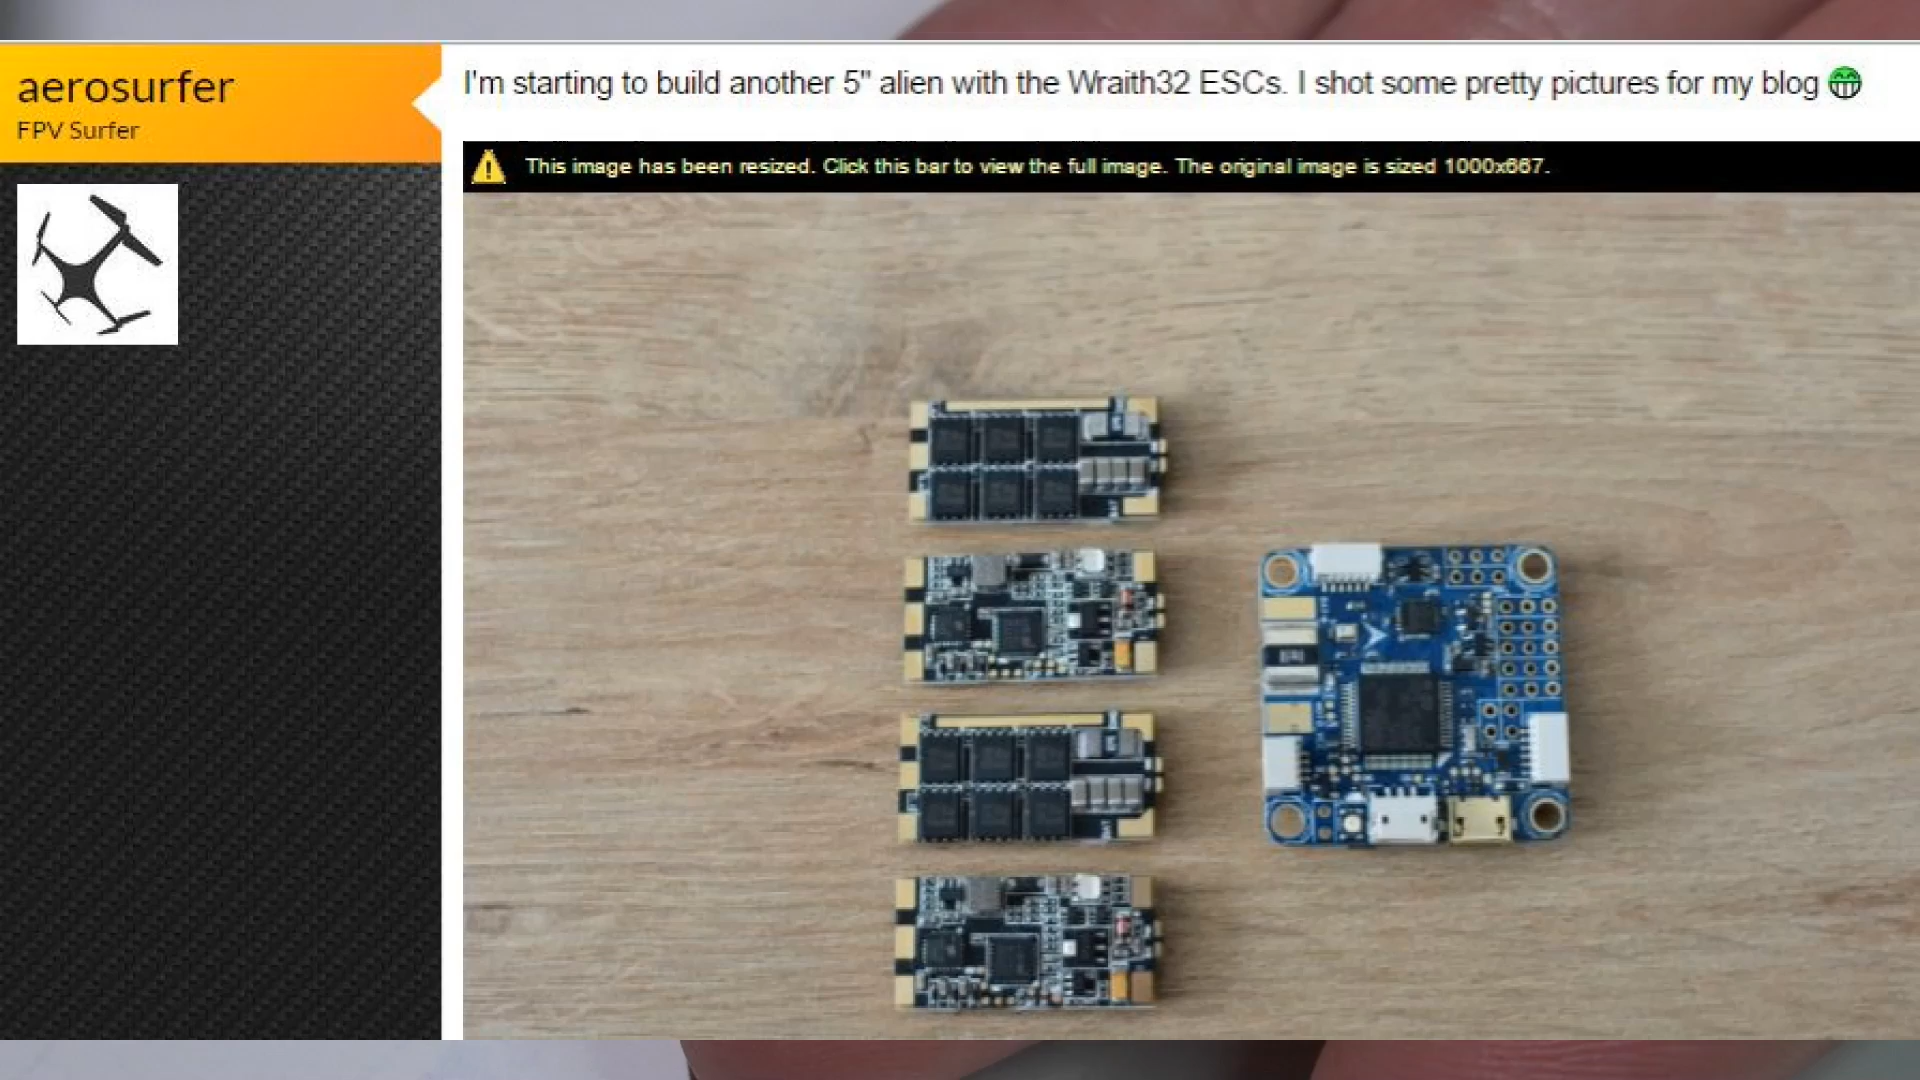 aerosurfer
FPV Surfer
I'm starting to build another 5" alien with the Wraith32 ESCs. I shot some pretty pictures for my blog
This image has been resized. Click this bar to view the full image. The original image is sized 1000x667.